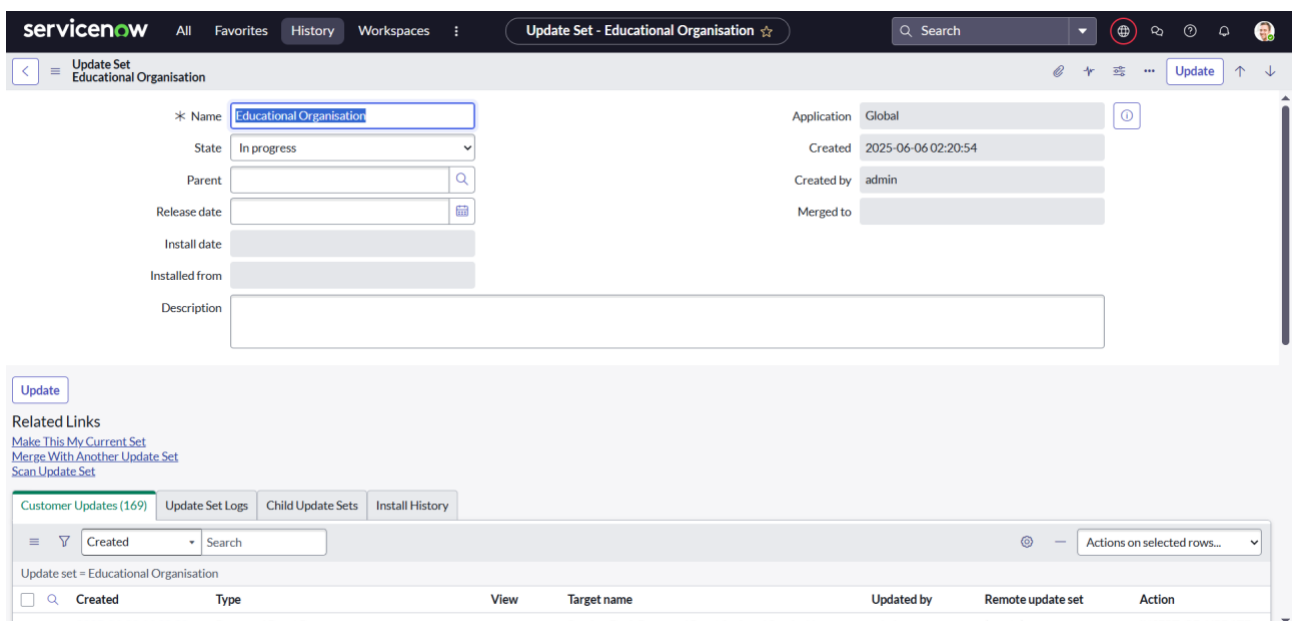 servicenow All Favorites History Workspaces Update Set - Educational Organisation Search
Update Set
Educational Organisation
Update
Name Educational Organisation Application Global
State In progress Created 2025-06-06 02:20:54
Parent Created by admin
Release date Merged to
Install date
Installed from
Description
Update
Related Links
Make This My Current Set
Merge With Another Update Set
Scan Update Set
Customer Updates (169) Update Set Logs Child Update Sets Install History
Created Search Actions on selected rows...
Update set = Educational Organisation
Created Type View Target name Updated by Remote update set Action